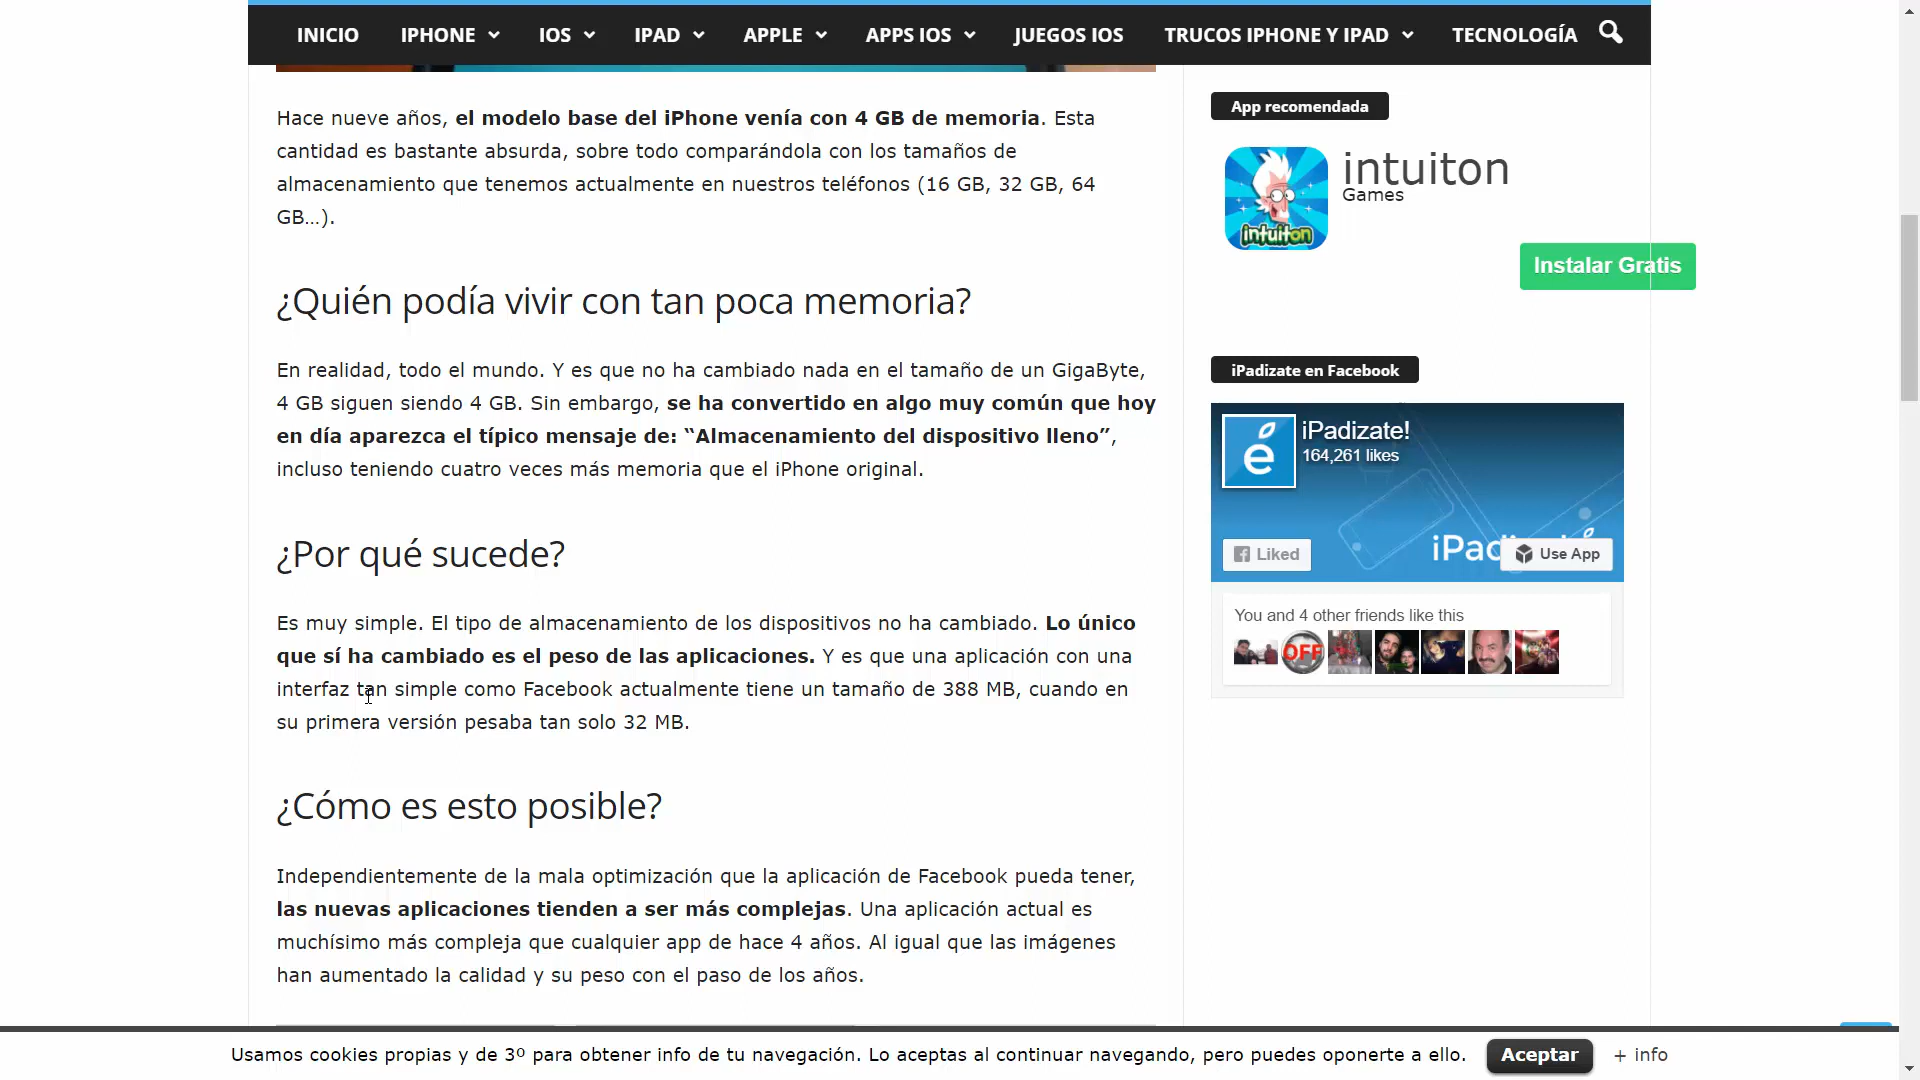 INICIO IPHONE IOS IPAD APPLE APPS IOS JUEGOS IOS TRUCOS IPHONE Y IPAD TECNOLOGÍA
Hace nueve años, el modelo base del iPhone venía con 4 GB de memoria. Esta
cantidad es bastante absurda, sobre todo comparándola con los tamaños de
almacenamiento que tenemos actualmente en nuestros teléfonos (16 GB, 32 GB, 64
GB…).
¿Quién podía vivir con tan poca memoria?
En realidad, todo el mundo. Y es que no ha cambiado nada en el tamaño de un GigaByte,
4 GB siguen siendo 4 GB. Sin embargo, se ha convertido en algo muy común que hoy
en día aparezca el típico mensaje de: “Almacenamiento del dispositivo lleno”,
incluso teniendo cuatro veces más memoria que el iPhone original.
¿Por qué sucede?
Es muy simple. El tipo de almacenamiento de los dispositivos no ha cambiado. Lo único
que sí ha cambiado es el peso de las aplicaciones. Y es que una aplicación con una
interfaz tan simple como Facebook actualmente tiene un tamaño de 388 MB, cuando en
su primera versión pesaba tan solo 32 MB.
¿Cómo es esto posible?
Independientemente de la mala optimización que la aplicación de Facebook pueda tener,
las nuevas aplicaciones tienden a ser más complejas. Una aplicación actual es
muchísimo más compleja que cualquier app de hace 4 años. Al igual que las imágenes
han aumentado la calidad y su peso con el paso de los años.
App recomendada
intuiton
intuiton
Games
Instalar Gratis
iPadizate en Facebook
é
iPadizate!
164,261 likes
Liked
Use App
You and 4 other friends like this
OFF
Usamos cookies propias y de 3º para obtener info de tu navegación. Lo aceptas al continuar navegando, pero puedes oponerte a ello. Aceptar + info